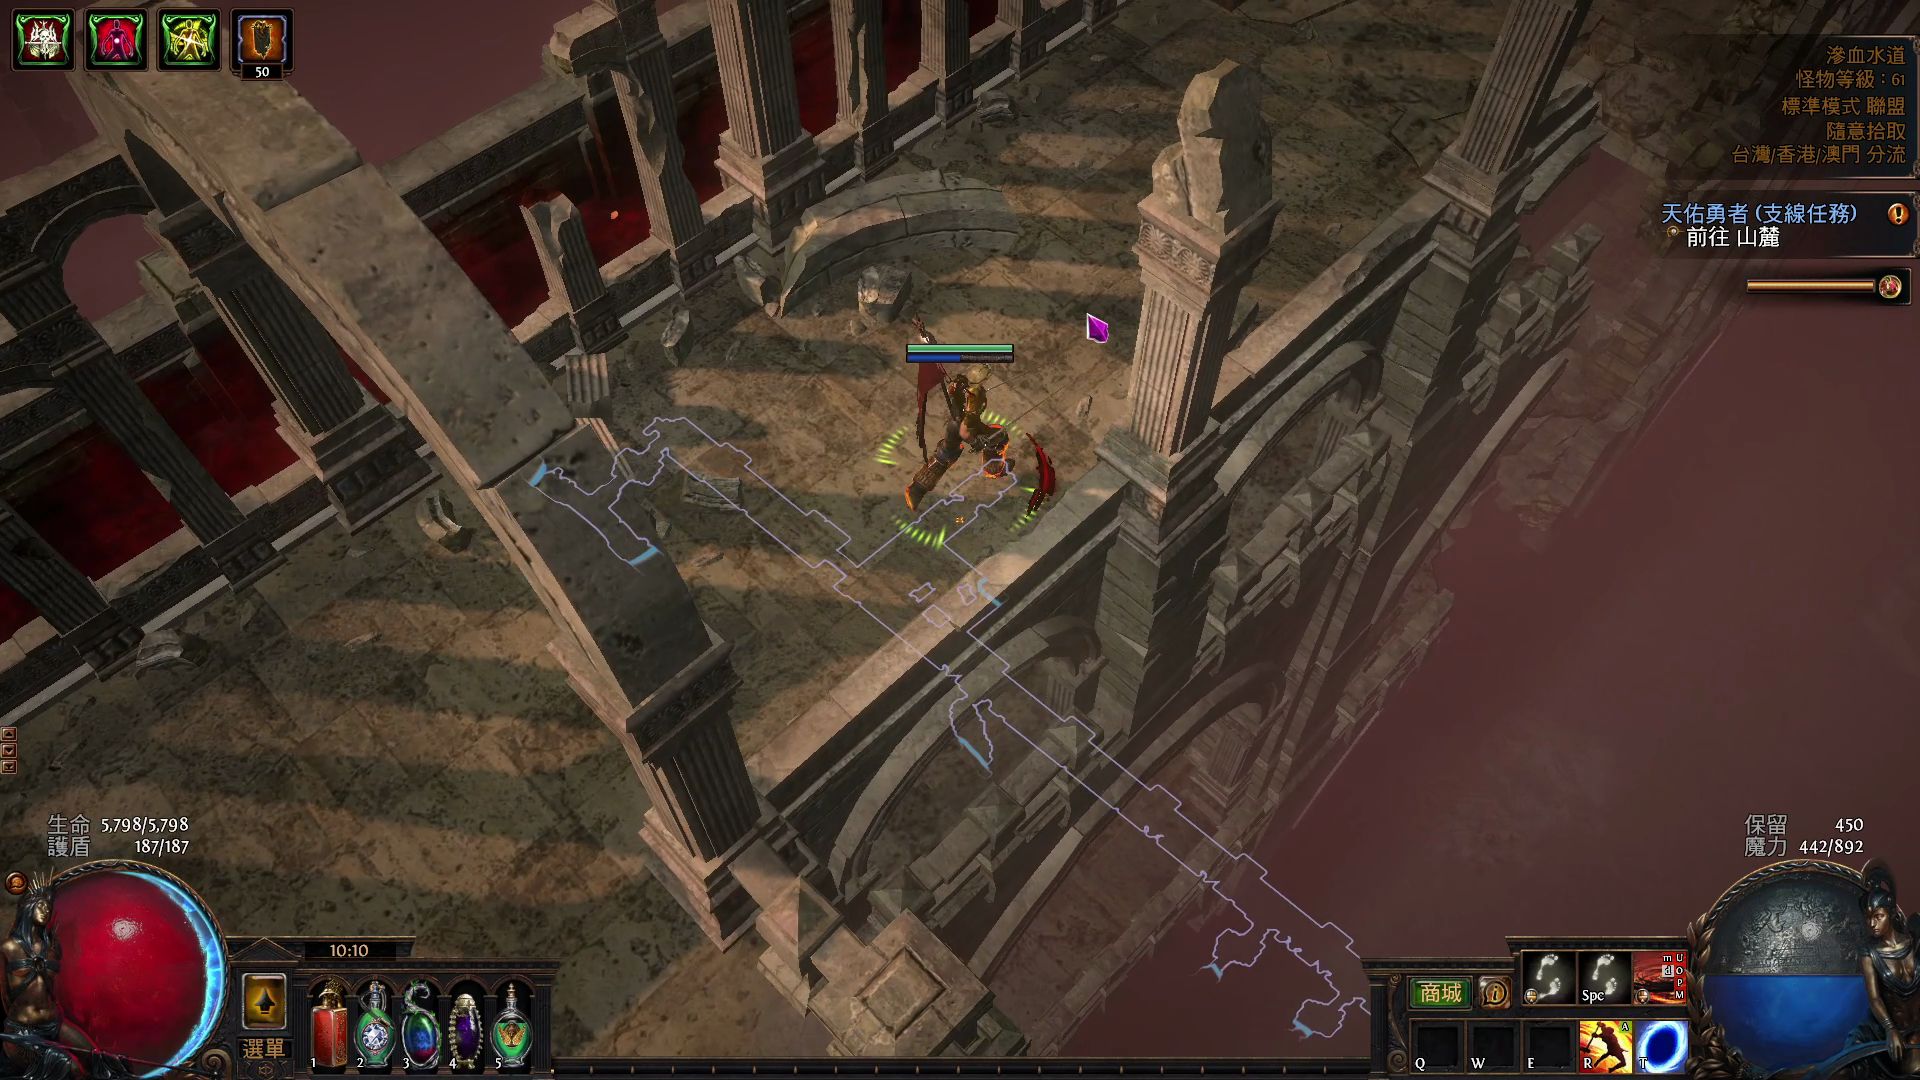 50
滲血水道
怪物等級：61
標準模式 聯盟
隨意拾取
台灣/香港/澳門 分流
天佑勇者 (支線任務)
前往 山麓
生命 5,798/5,798
護盾 187/187
保留 450
魔力 442/892
10:10
選單
1 2 3 4 5
商城
Spc
m U
d O
P
M
Q W E R A T